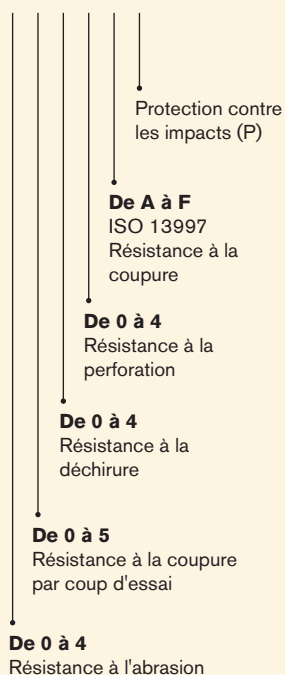 Protection contre
les impacts (P)
De A à F
ISO 13997
Résistance à la
coupure
De 0 à 4
Résistance à la
perforation
De 0 à 4
Résistance à la
déchirure
De 0 à 5
Résistance à la coupure
par coup d'essai
De 0 à 4
Résistance à l'abrasion